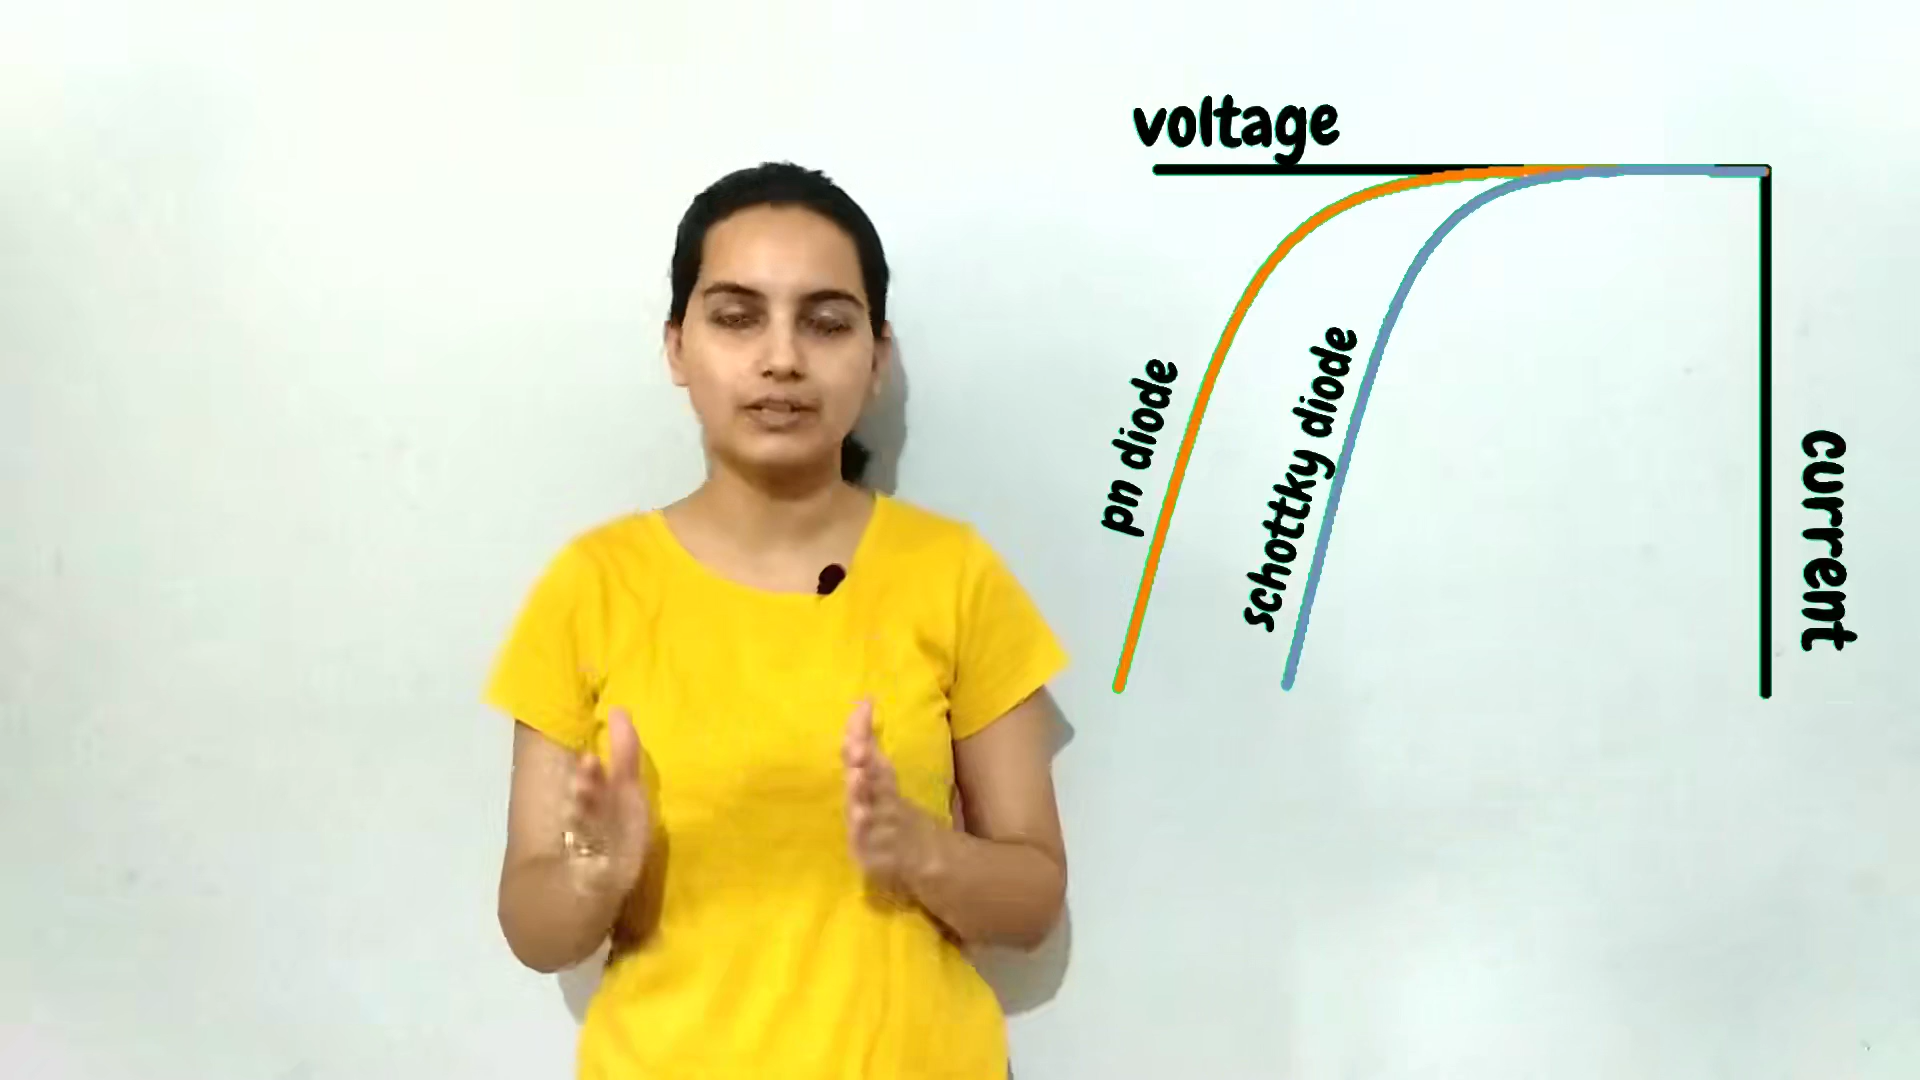 voltage
pn diode
schottky diode
current